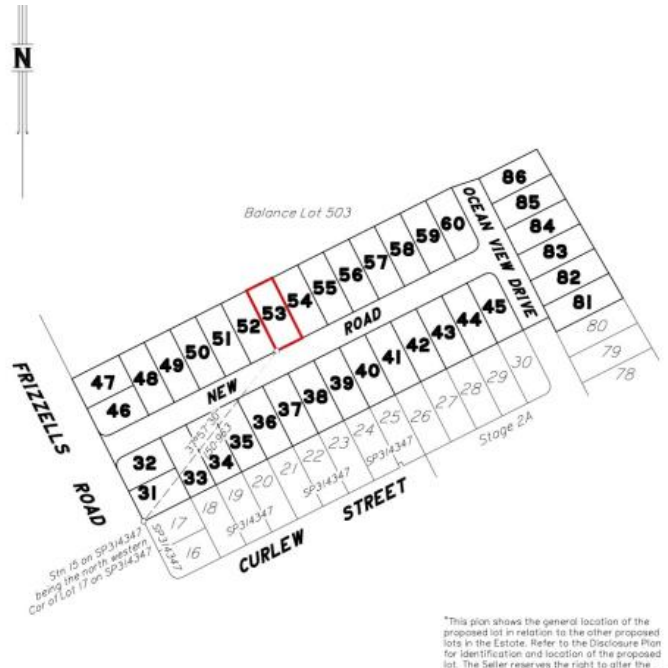 N
Balance Lot 503
OCEAN VIEW DRIVE
86
85
84
83
82
81
80
79
78
60
59
58
57
56
55
54
53
52
51
50
49
48
47
46
NEW ROAD
45
44
43
42
41
40
39
38
37
36
35
34
33
32
31
37°57'30"
150·963
30
29
28
27
26
25
24
23
22
21
20
19
18
17
16
SP314347
SP314347
SP314347
SP314347
Stage 2A
FRIZZELLS ROAD
CURLEW STREET
Stn 15 on SP314347
being the north western
Cor of Lot 17 on SP314347
"This plan shows the general location of the
proposed lot in relation to the other proposed
lots in the Estate. Refer to the Disclosure Plan
for identification and location of the proposed
lot. The Seller reserves the right to alter the